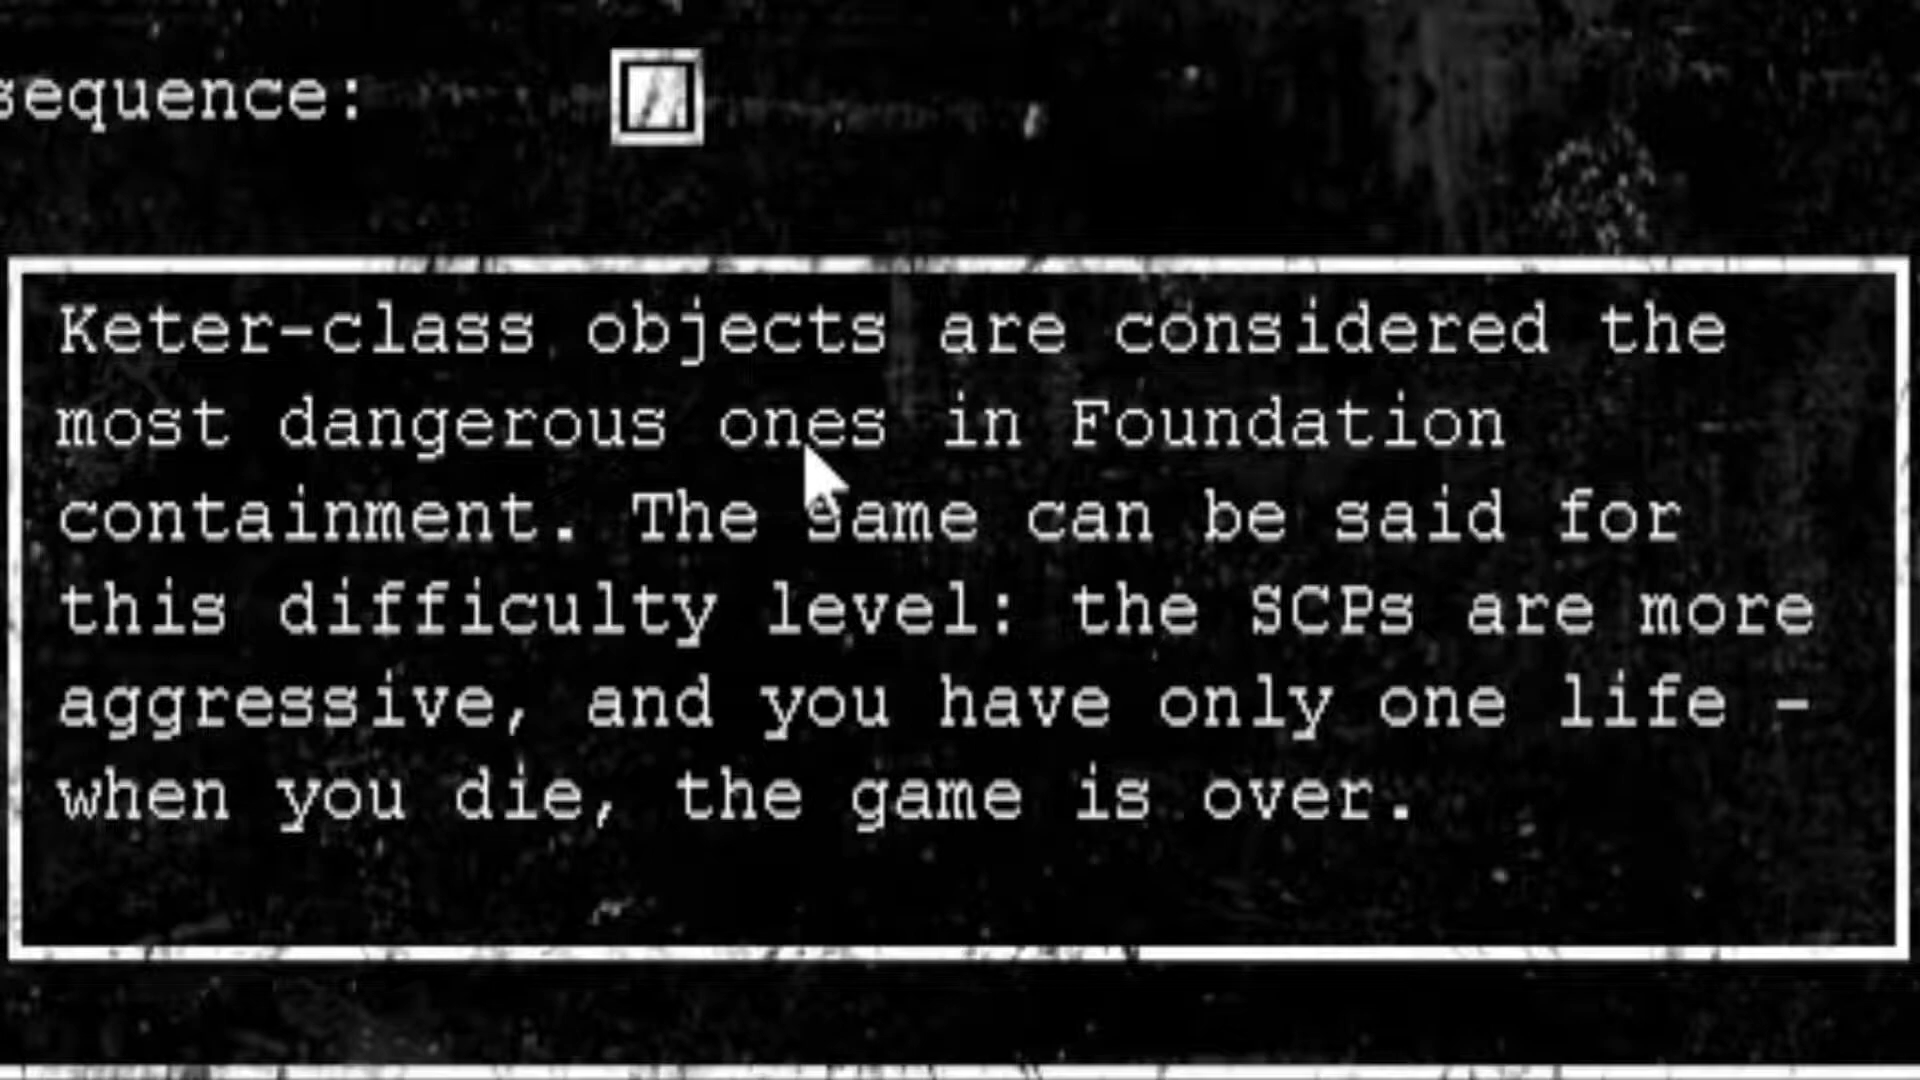 sequence:
Keter-class objects are considered the
most dangerous ones in Foundation
containment. The same can be said for
this difficulty level: the SCPs are more
aggressive, and you have only one life -
when you die, the game is over.